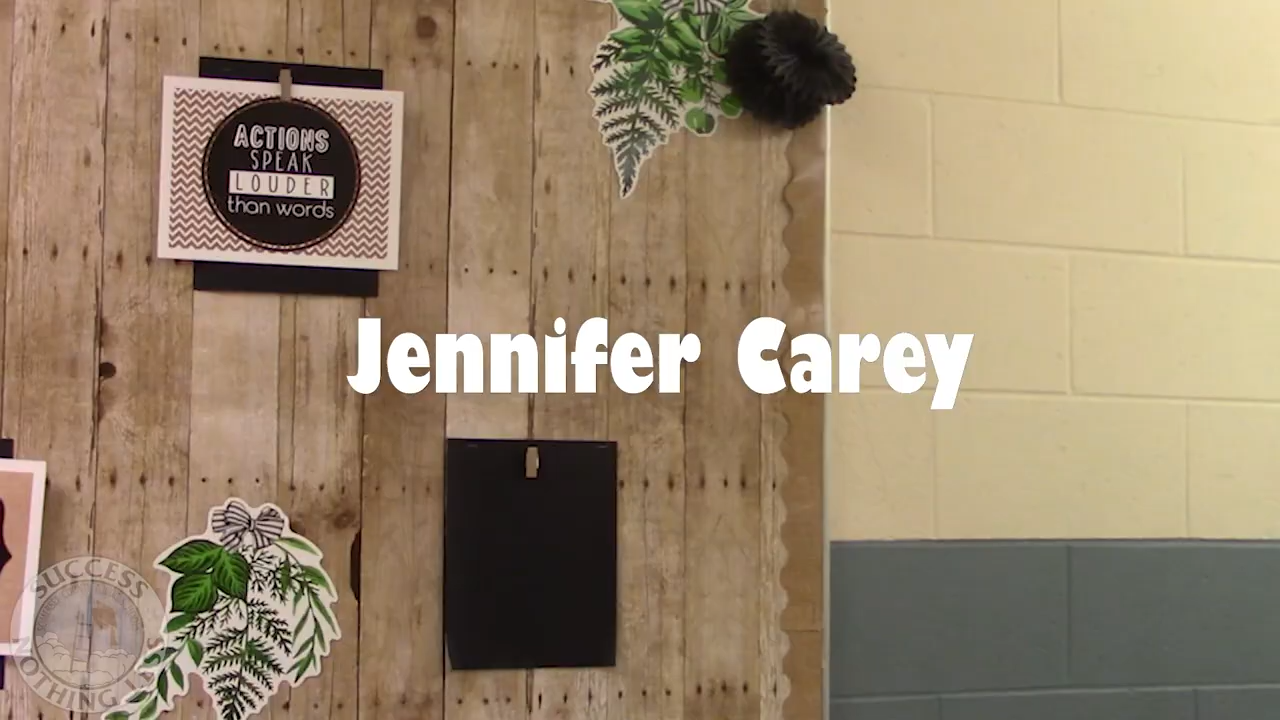 ACTIONS
SPEAK
LOUDER
than words
Jennifer Carey
SUCCESS
NOTHING